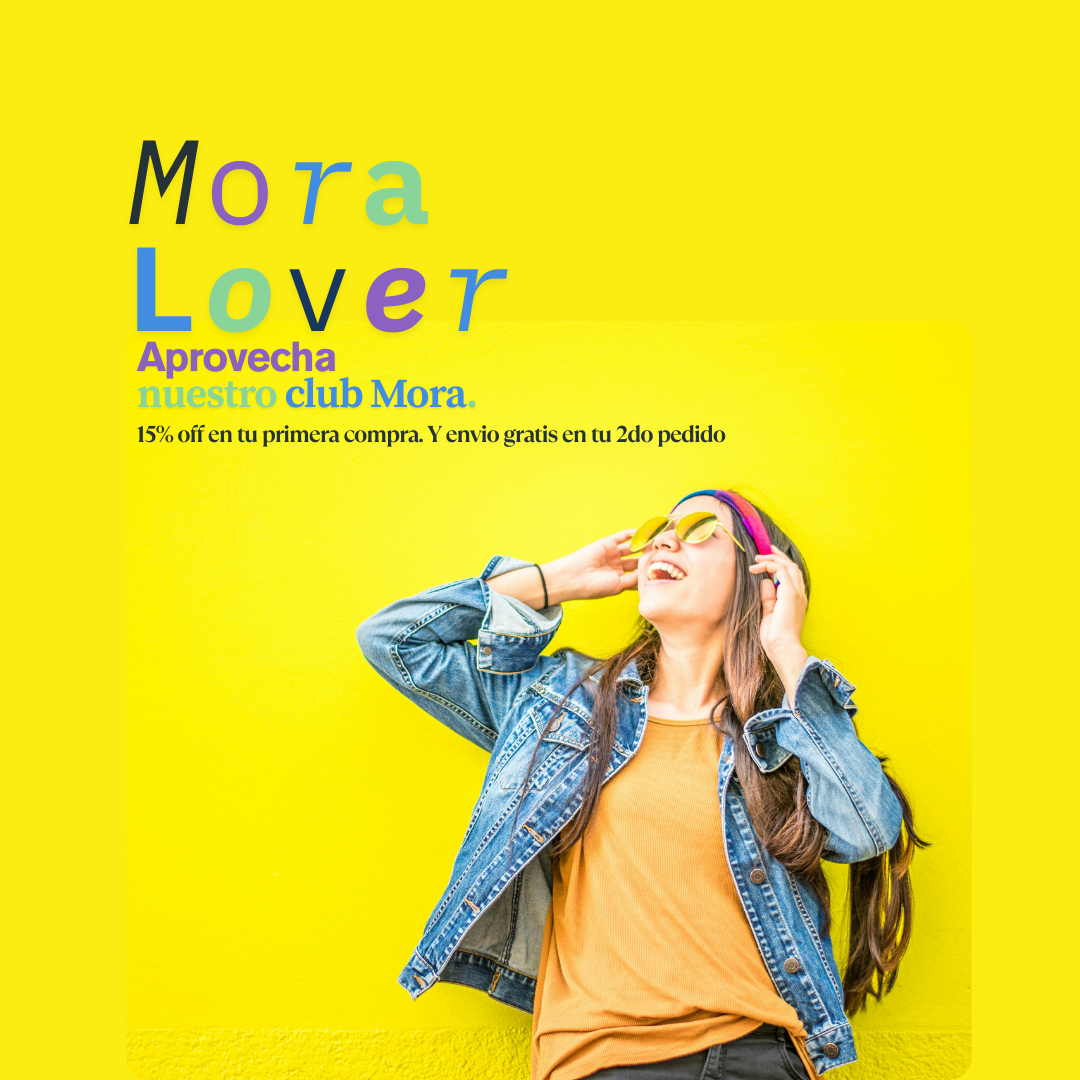 Mora
Lover
Aprovecha
nuestro club Mora.
15% off en tu primera compra. Y envio gratis en tu 2do pedido